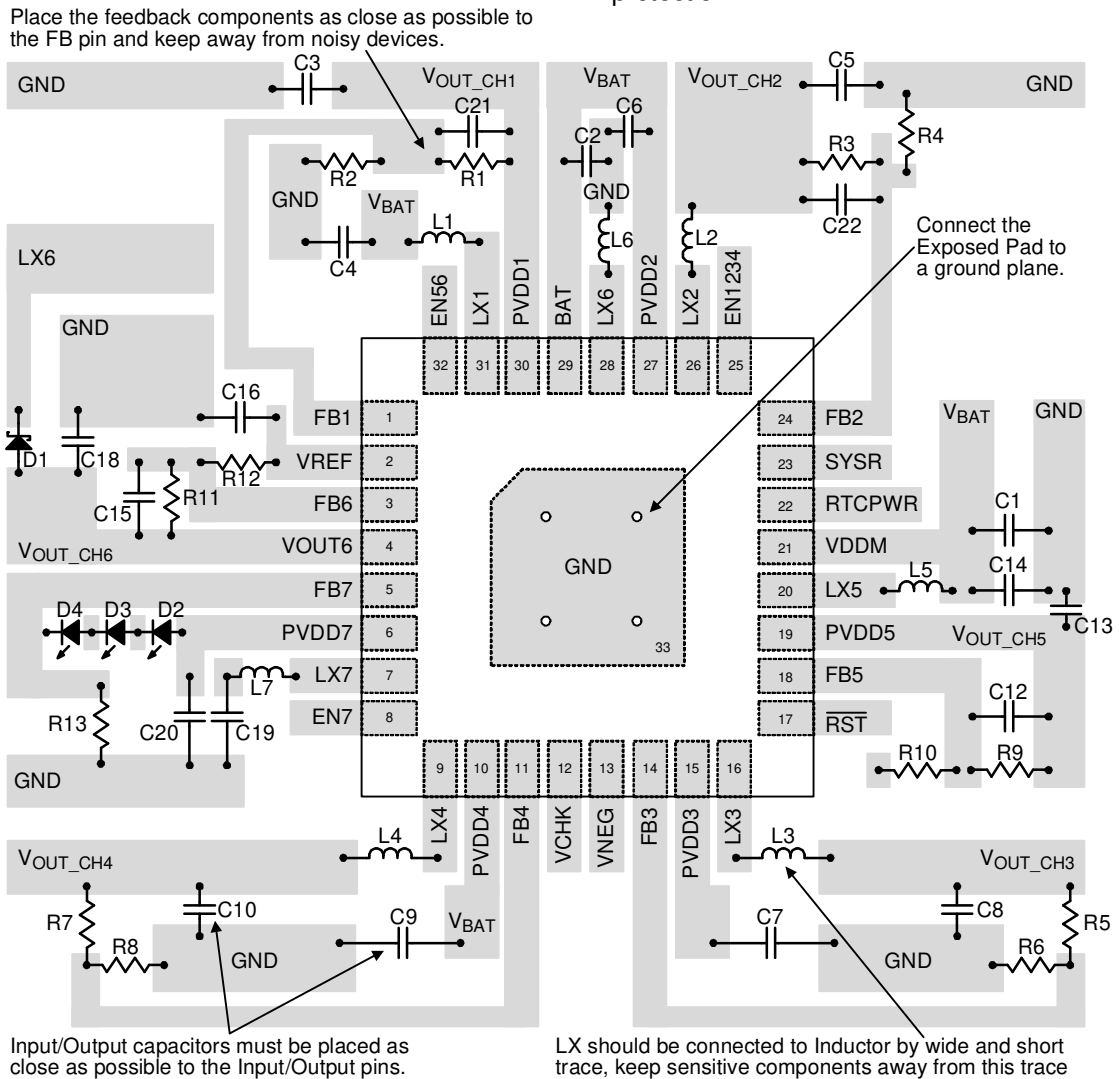 Place the feedback components as close as possible to
the FB pin and keep away from noisy devices.
GND
C3
VOUT_CH1
C21
R2
R1
GND
VBAT
L1
C4
VBAT
C6
C2
GND
L6
VOUT_CH2
C5
GND
R4
R3
C22
L2
Connect the
Exposed Pad to
a ground plane.
LX6
GND
EN56
LX1
PVDD1
BAT
LX6
PVDD2
LX2
EN1234
32
31
30
29
28
27
26
25
C16
D1
C18
R12
C15
R11
VOUT_CH6
FB1 1
VREF 2
FB6 3
VOUT6 4
FB7 5
PVDD7 6
LX7 7
EN7 8
D4
D3
D2
L7
R13
C20
C19
GND
GND
33
24 FB2
23 SYSR
22 RTCPWR
21 VDDM
20 LX5
19 PVDD5
18 FB5
17 RST
VBAT
GND
C1
L5
C14
C13
VOUT_CH5
C12
R10
R9
9
10
11
12
13
14
15
16
LX4
PVDD4
FB4
VCHK
VNEG
FB3
PVDD3
LX3
VOUT_CH4
L4
R7
C10
C9
VBAT
R8
GND
L3
VOUT_CH3
C7
C8
R5
GND
R6
Input/Output capacitors must be placed as
close as possible to the Input/Output pins.
LX should be connected to Inductor by wide and short
trace, keep sensitive components away from this trace